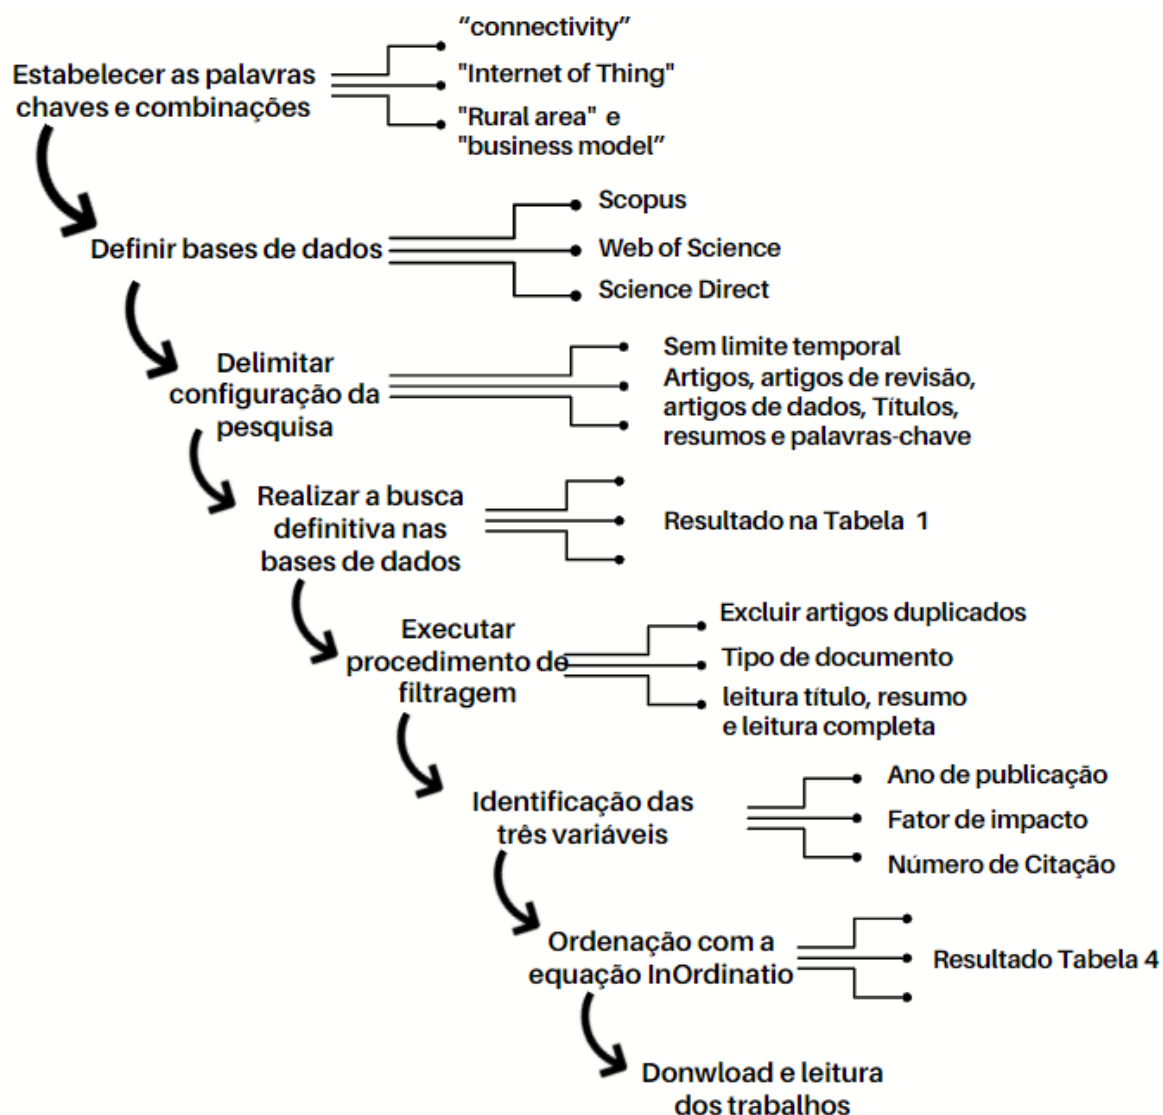 Estabelecer as palavras
chaves e combinações
“connectivity”
"Internet of Thing"
"Rural area" e
"business model”
Definir bases de dados
Scopus
Web of Science
Science Direct
Delimitar
configuração da
pesquisa
Sem limite temporal
Artigos, artigos de revisão,
artigos de dados, Títulos,
resumos e palavras-chave
Realizar a busca
definitiva nas
bases de dados
Resultado na Tabela 1
Executar
procedimento de
filtragem
Excluir artigos duplicados
Tipo de documento
leitura título, resumo
e leitura completa
Identificação das
três variáveis
Ano de publicação
Fator de impacto
Número de Citação
Ordenação com a
equação InOrdinatio
Resultado Tabela 4
Donwload e leitura
dos trabalhos